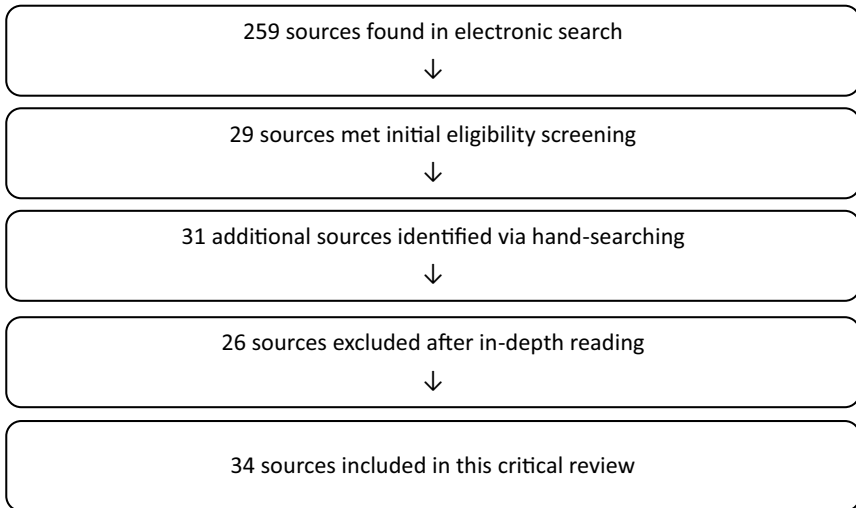 259 sources found in electronic search
↓
29 sources met initial eligibility screening
↓
31 additional sources identified via hand-searching
↓
26 sources excluded after in-depth reading
↓
34 sources included in this critical review